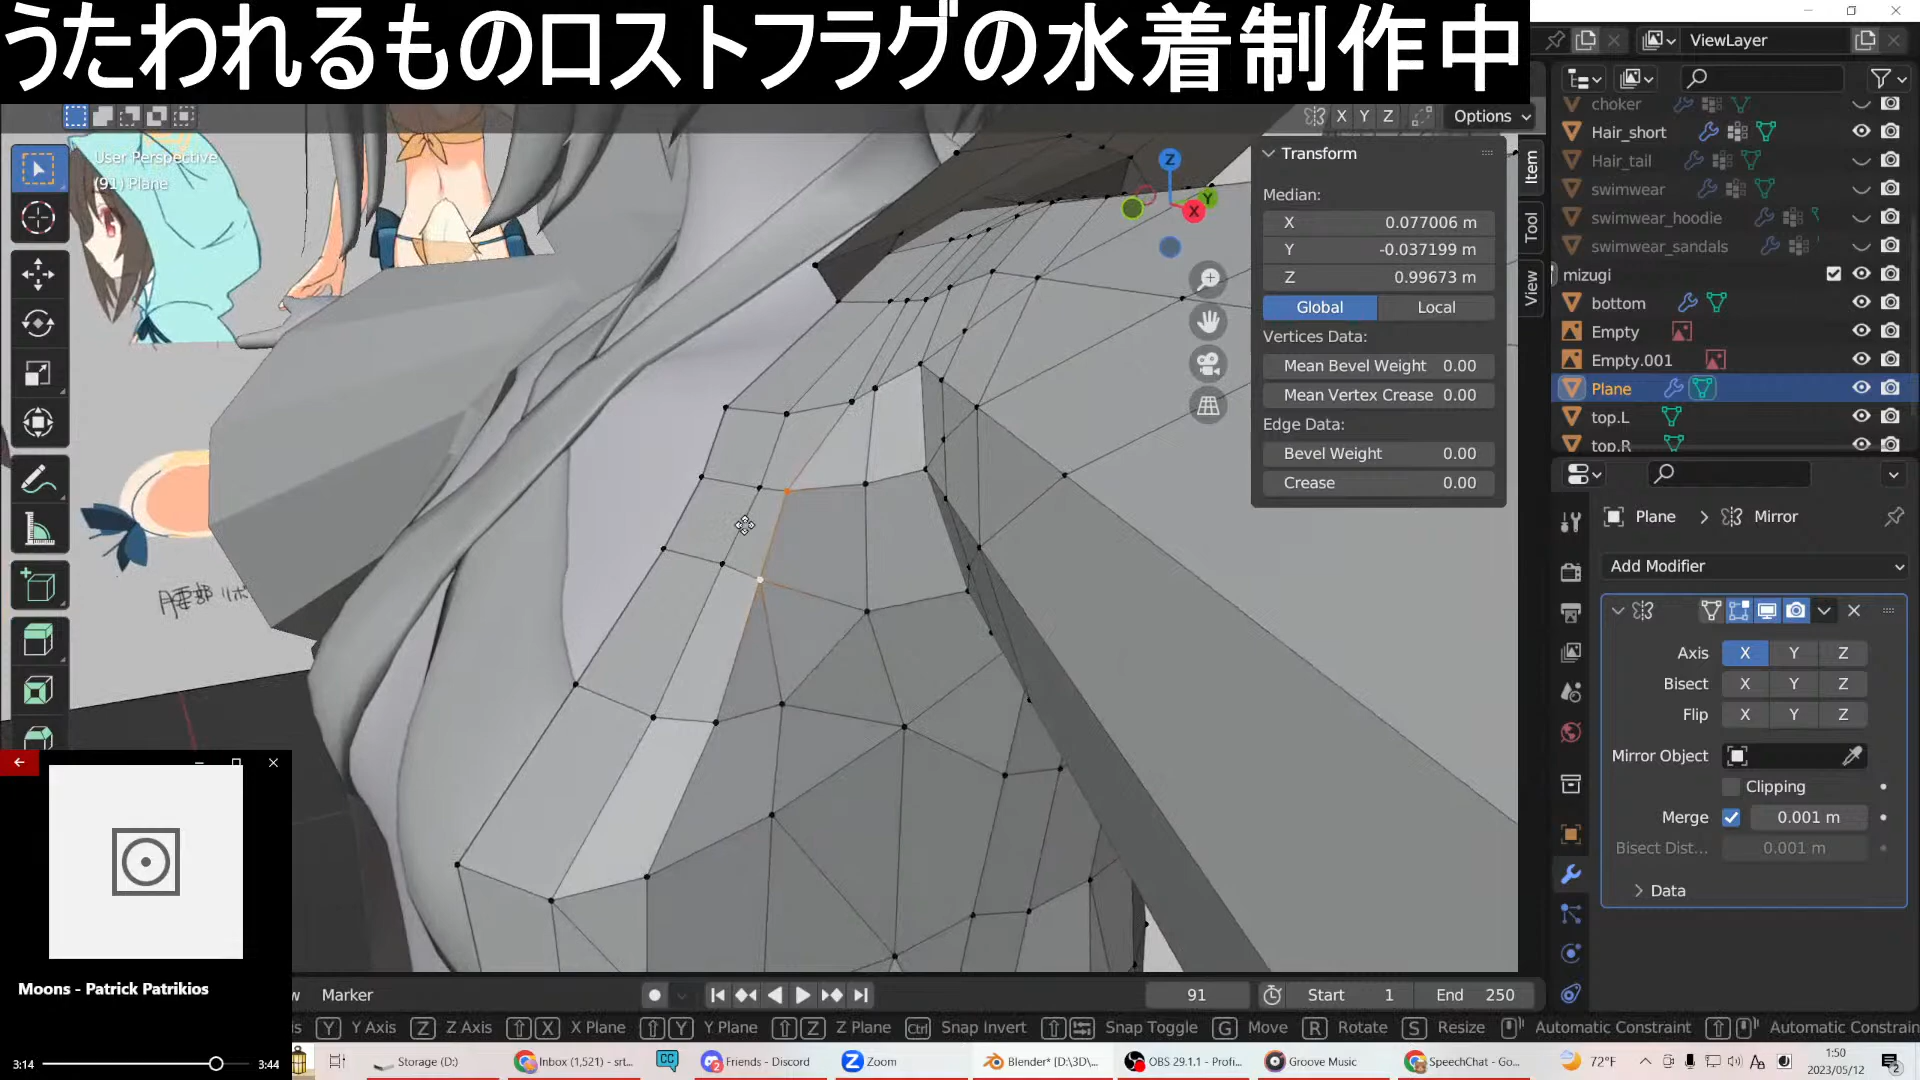 うたわれるものロストフラグの水着制作中
ViewLayer
X Y Z Options
User Perspective
(91) Plane
Transform
Median:
X 0.077006 m
Y -0.037199 m
Z 0.99673 m
Global Local
Vertices Data:
Mean Bevel Weight 0.00
Mean Vertex Crease 0.00
Edge Data:
Bevel Weight 0.00
Crease 0.00
Item
Tool
View
Z
Y
X
choker
Hair_short
Hair_tail
swimwear
swimwear_hoodie
swimwear_sandals
mizugi
bottom
Empty
Empty.001
Plane
top.L
top.R
Plane > Mirror
Add Modifier
Axis X Y Z
Bisect X Y Z
Flip X Y Z
Mirror Object
Clipping
Merge 0.001 m
Bisect Dist... 0.001 m
Data
Moons - Patrick Patrikios
3:14 3:44
w Marker
91 Start 1 End 250
is Y Y Axis Z Z Axis X X Plane Y Y Plane Z Z Plane Ctrl Snap Invert Snap Toggle G Move R Rotate S Resize Automatic Constraint Automatic Constrain
Storage (D:)
Inbox (1,521) - srt...
CC
Friends - Discord
Zoom
Blender* [D:\3D\...
OBS 29.1.1 - Profi...
Groove Music
SpeechChat - Go...
72°F
1:50
2023/05/12
2